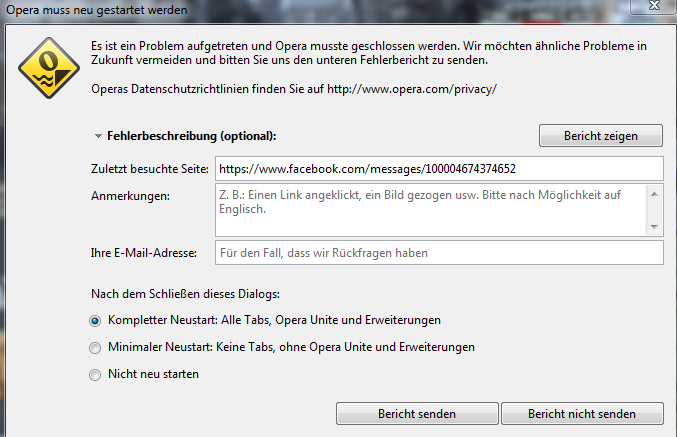 Opera muss neu gestartet werden
Es ist ein Problem aufgetreten und Opera musste geschlossen werden. Wir möchten ähnliche Probleme in
Zukunft vermeiden und bitten Sie uns den unteren Fehlerbericht zu senden.
Operas Datenschutzrichtlinien finden Sie auf http://www.opera.com/privacy/
Fehlerbeschreibung (optional):
Bericht zeigen
Zuletzt besuchte Seite: https://www.facebook.com/messages/100004674374652
Anmerkungen: Z. B.: Einen Link angeklickt, ein Bild gezogen usw. Bitte nach Möglichkeit auf
Englisch.
Ihre E-Mail-Adresse: Für den Fall, dass wir Rückfragen haben
Nach dem Schließen dieses Dialogs:
Kompletter Neustart: Alle Tabs, Opera Unite und Erweiterungen
Minimaler Neustart: Keine Tabs, ohne Opera Unite und Erweiterungen
Nicht neu starten
Bericht senden
Bericht nicht senden